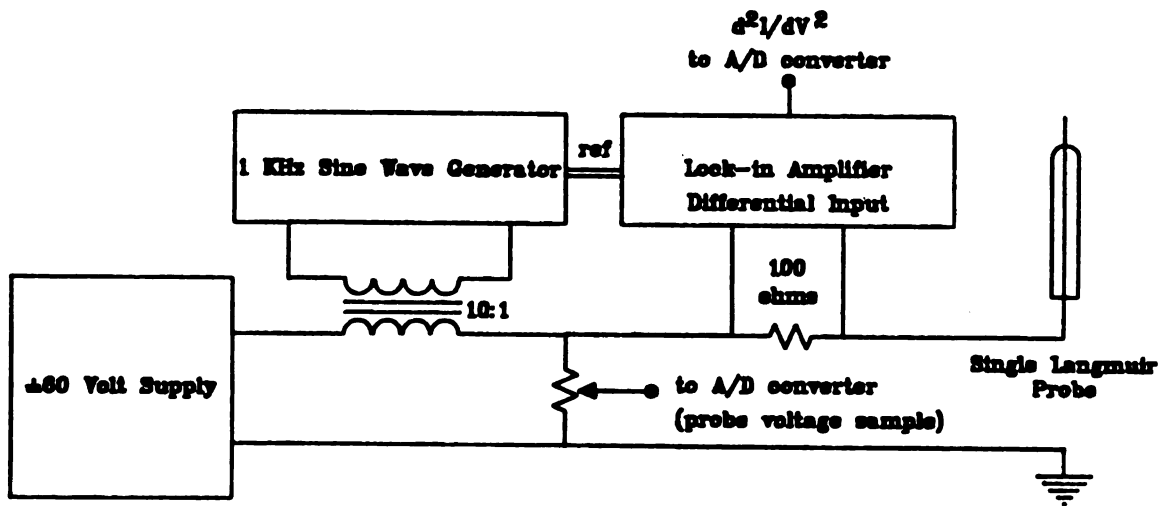 d²I/dV²
to A/D converter
1 KHz Sine Wave Generator
ref
Lock-in Amplifier
Differential Input
100
ohms
10:1
±60 Volt Supply
to A/D converter
(probe voltage sample)
Single Langmuir
Probe